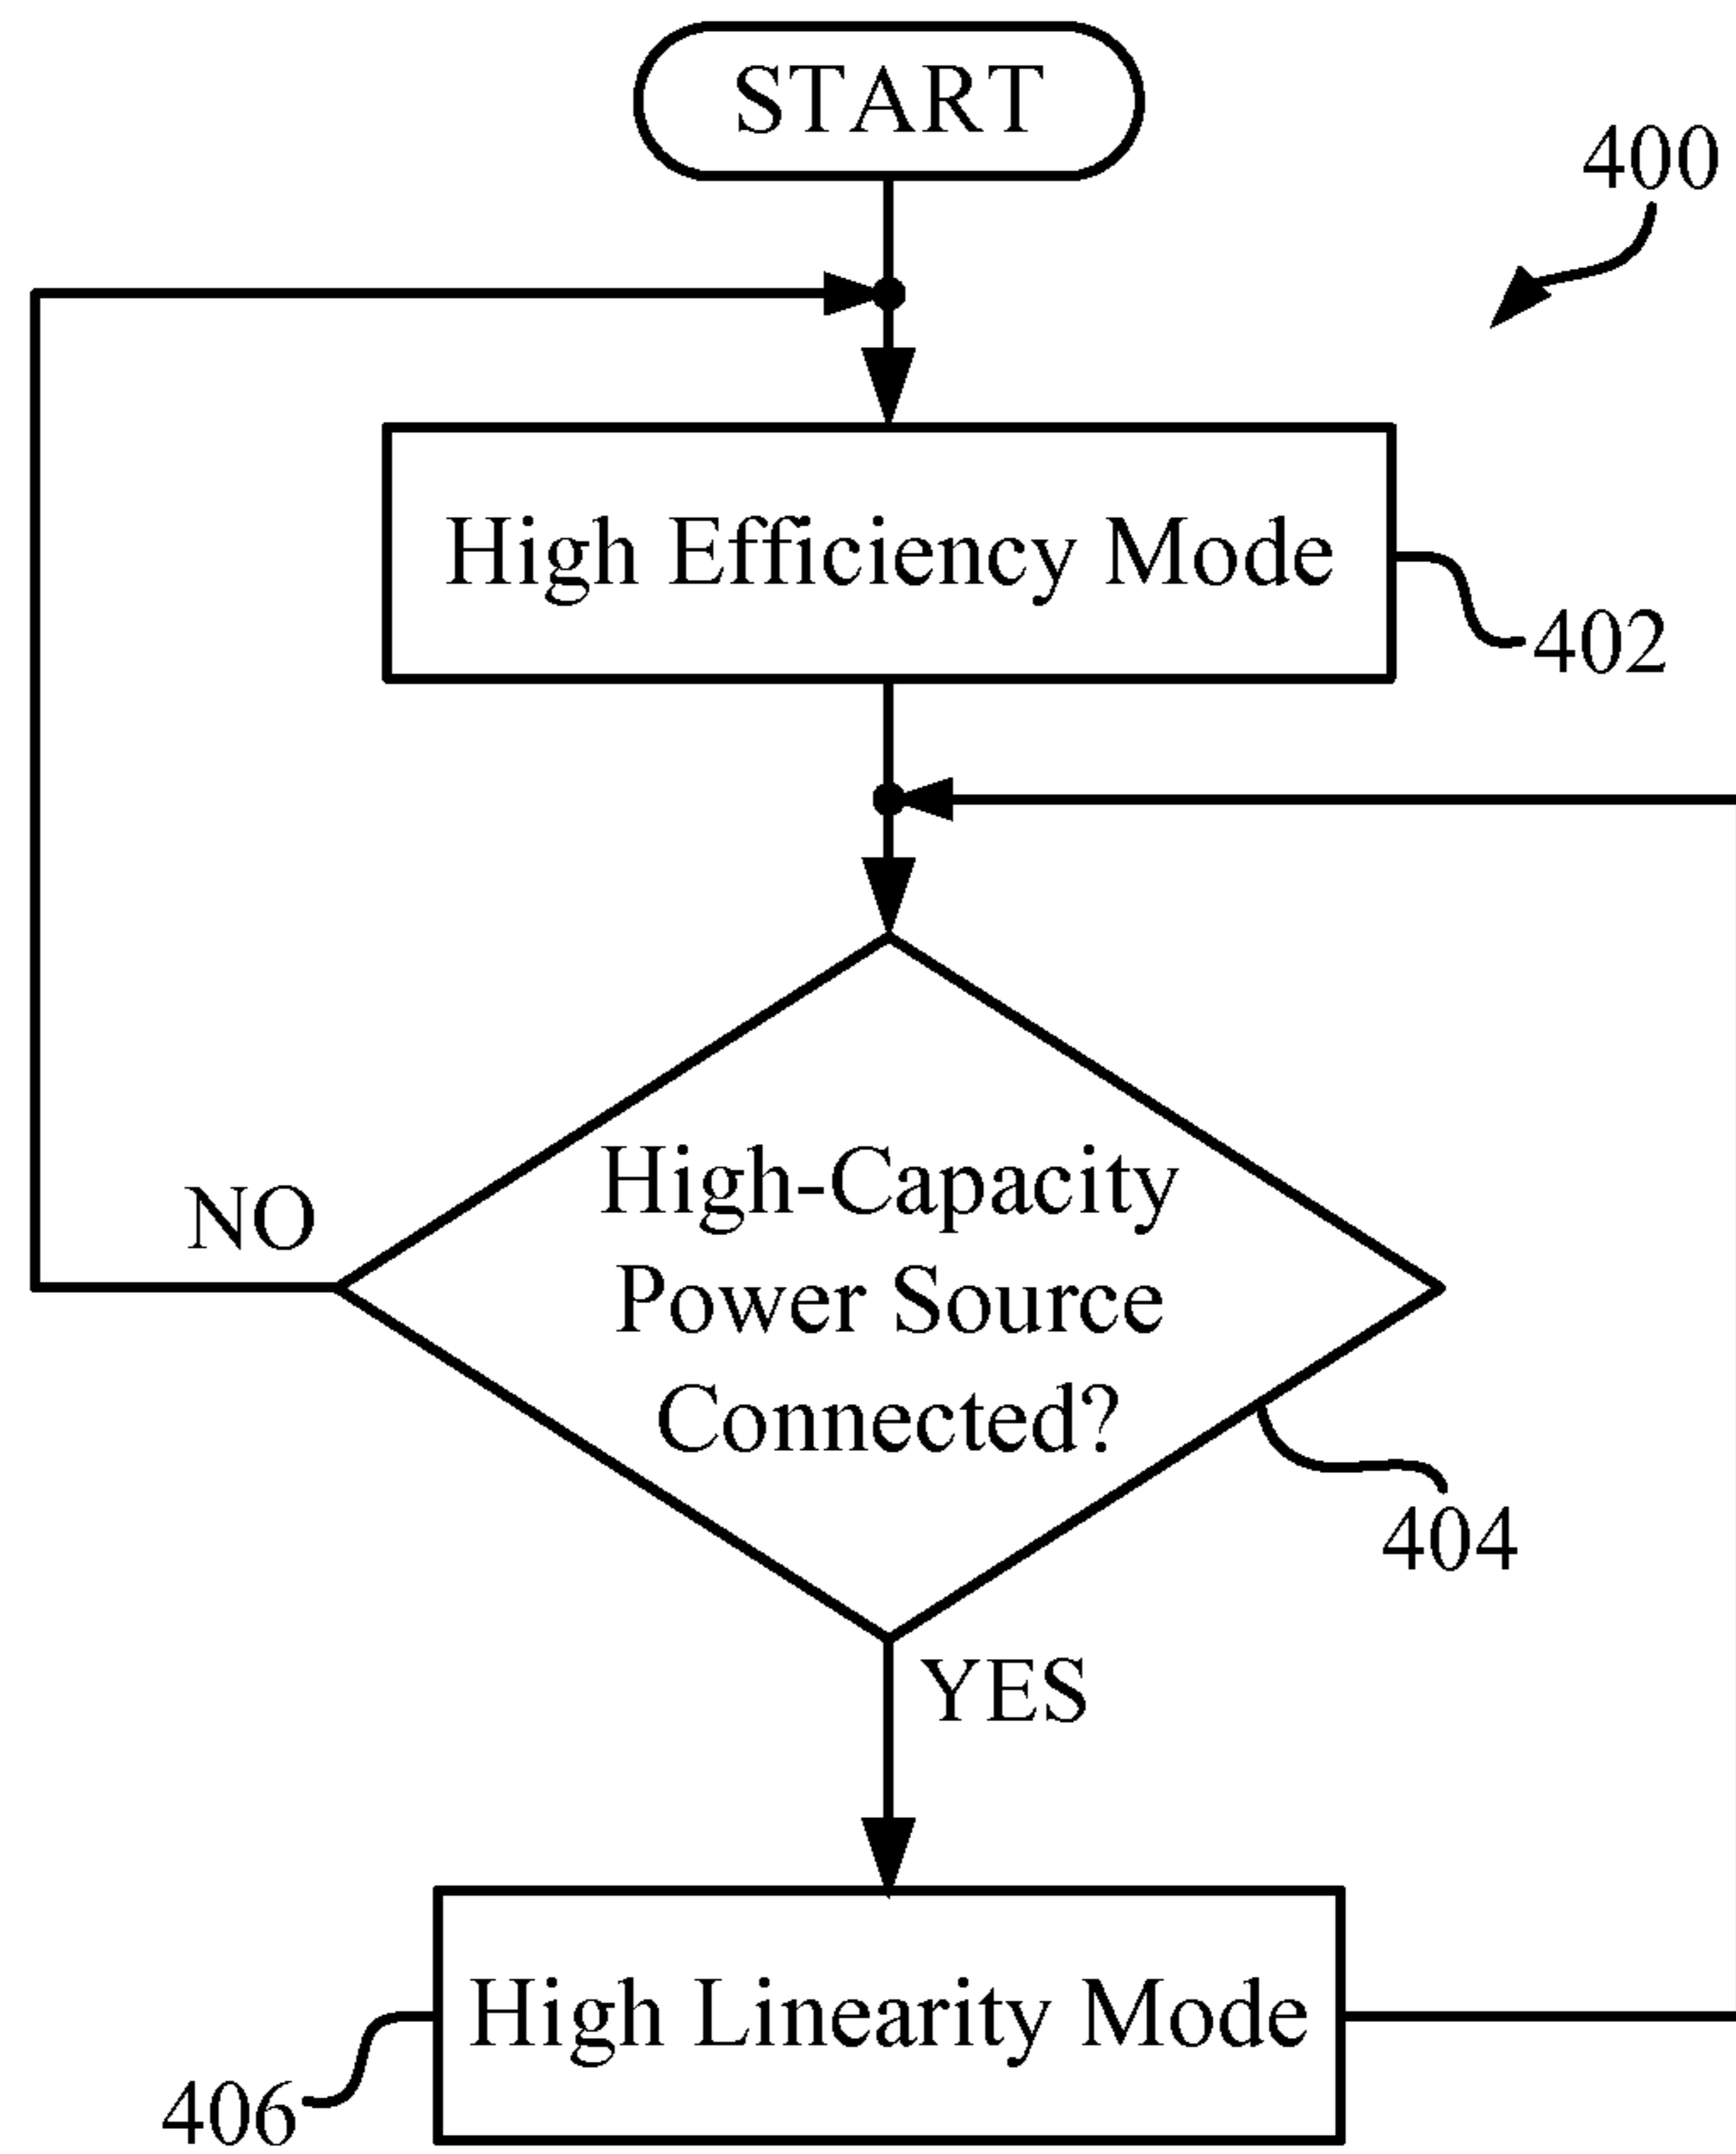 START
400
High Efficiency Mode
402
NO
High-Capacity
Power Source
Connected?
404
YES
High Linearity Mode
406